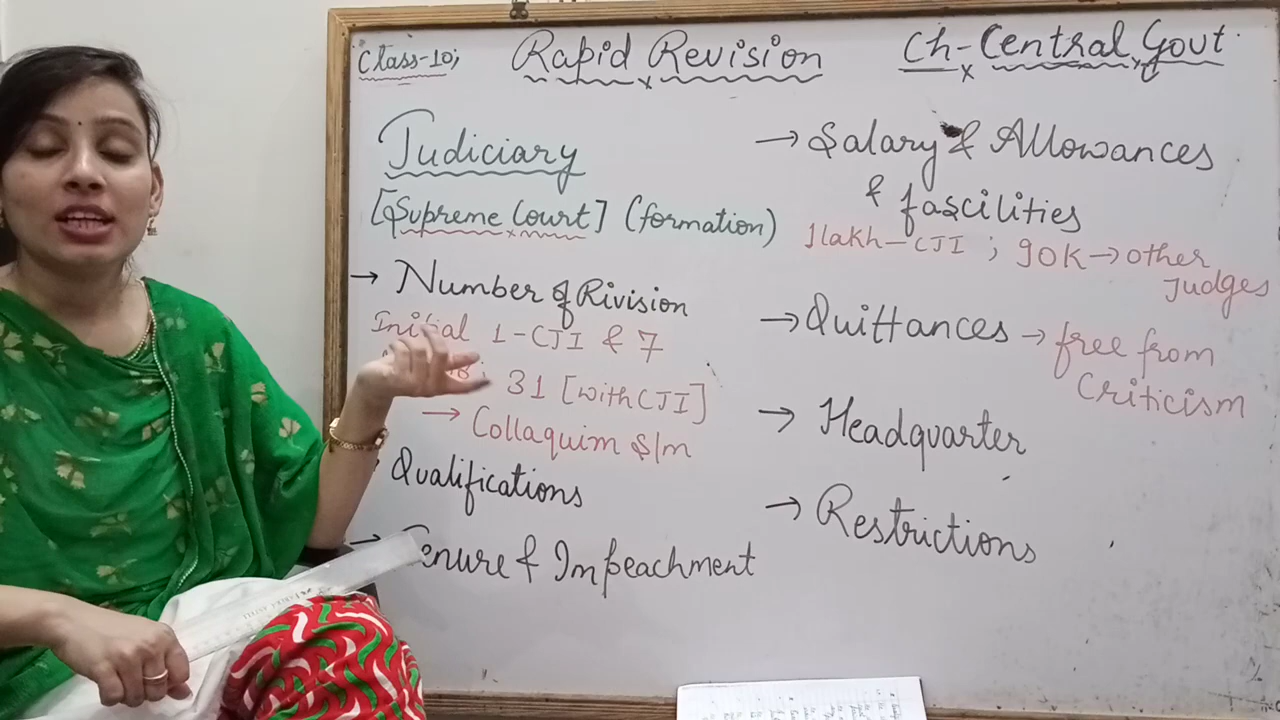 Class-10;
Rapid Revision
Ch- Central Govt.
Judiciary
[Supreme Court] (formation)
→ Number of Rivision
Initial 1-CJI & 7
31 [with CJI]
→ Collaquim S/m
Qualifications
→ Tenure & Impeachment
→ Salary & Allowances
& fascilities
1lakh-CJI ; 90K → other
Judges
→ Quittances → free from
Criticism
→ Headquarter
→ Restrictions